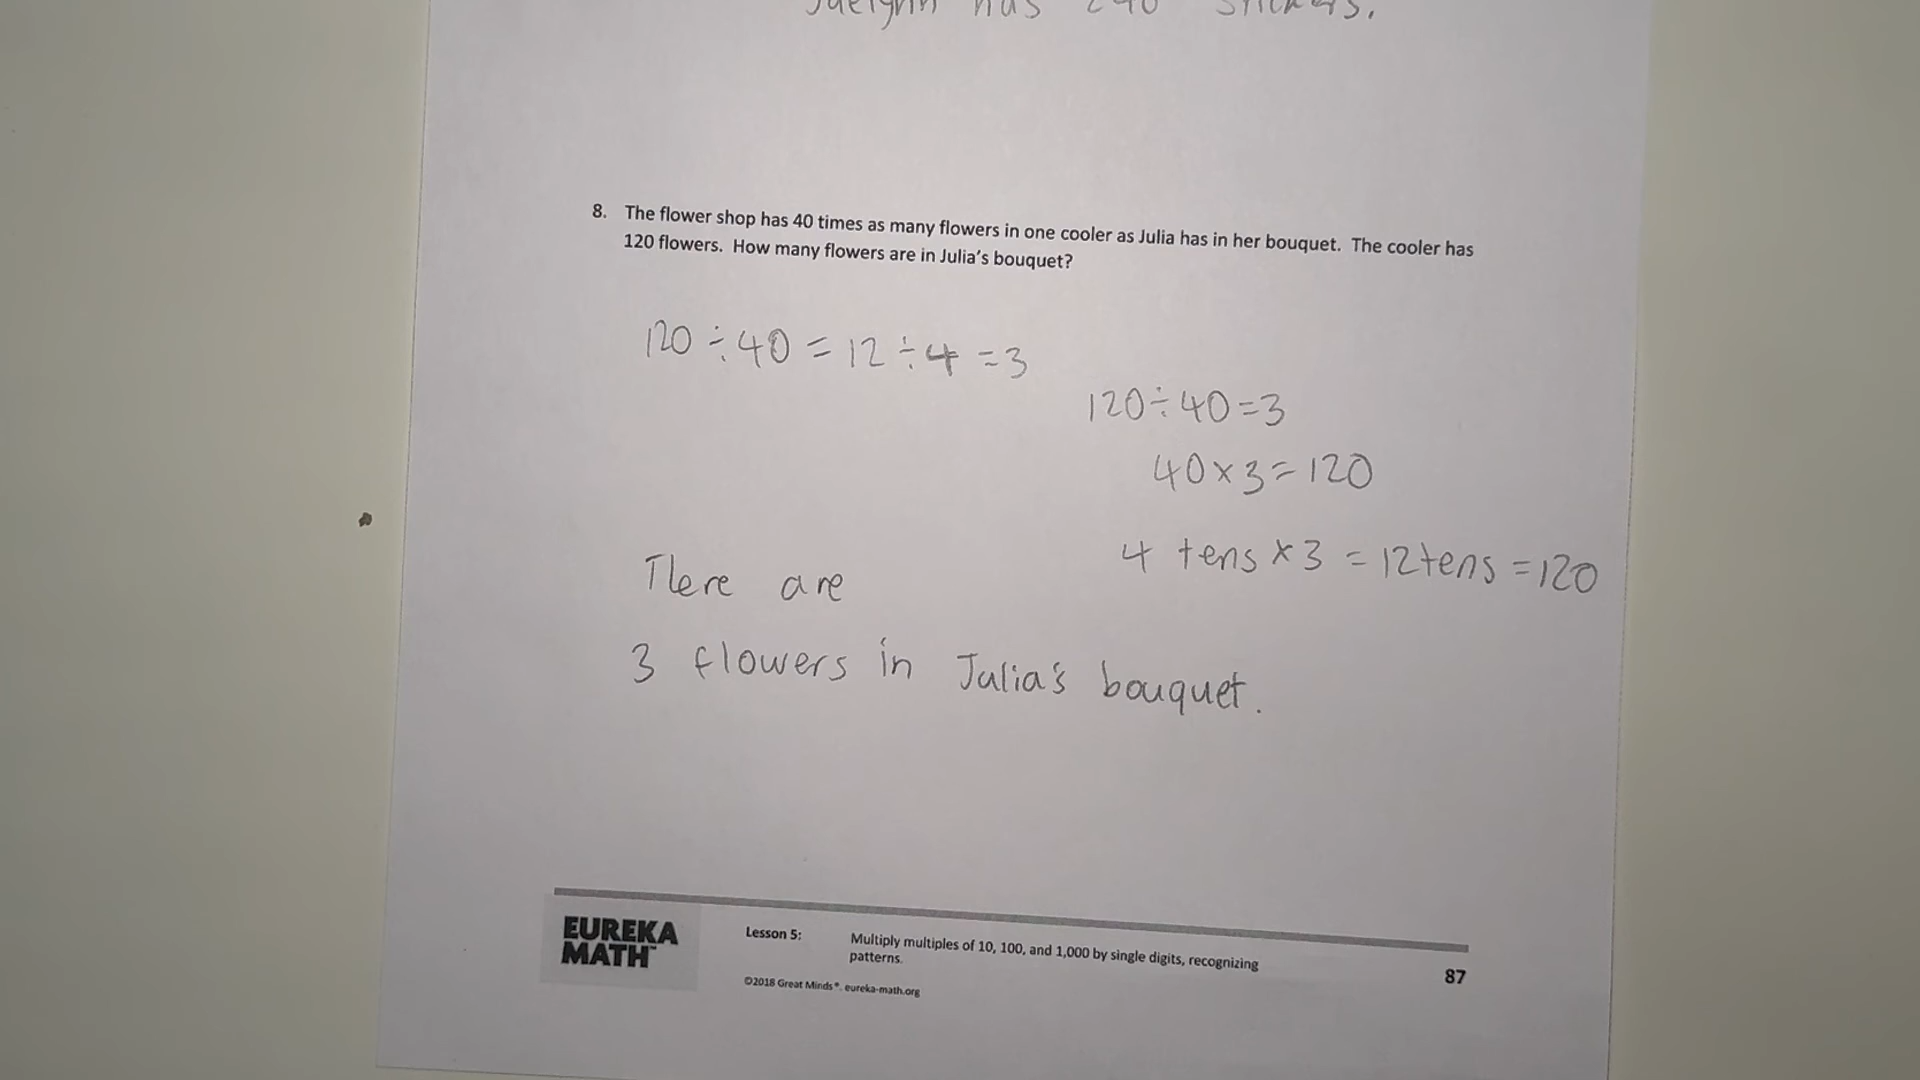 has 240 stickers.
8. The flower shop has 40 times as many flowers in one cooler as Julia has in her bouquet. The cooler has
120 flowers. How many flowers are in Julia's bouquet?
120 ÷ 40 = 12 ÷ 4 = 3
120 ÷ 40 = 3
40 × 3 = 120
4 tens × 3 = 12 tens = 120
There are
3 flowers in Julia's bouquet.
EUREKA
MATH™
Lesson 5: Multiply multiples of 10, 100, and 1,000 by single digits, recognizing
patterns.
©2018 Great Minds®. eureka-math.org
87